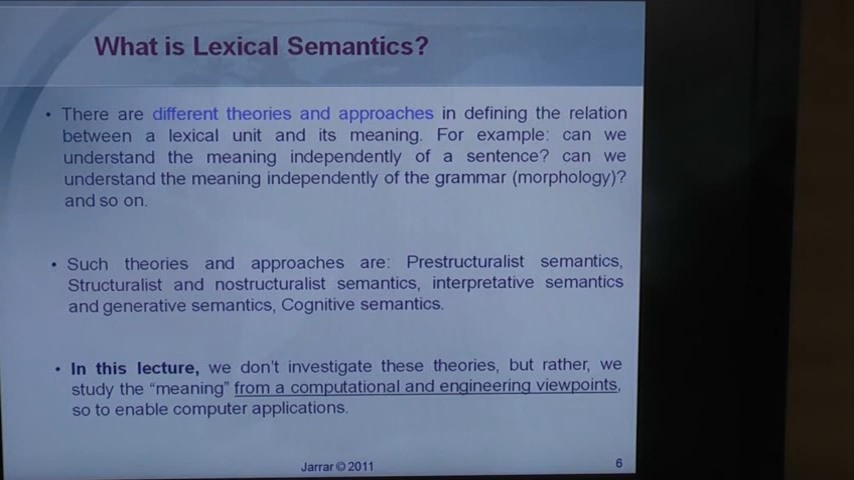 What is Lexical Semantics?
• There are different theories and approaches in defining the relation
between a lexical unit and its meaning. For example: can we
understand the meaning independently of a sentence? can we
understand the meaning independently of the grammar (morphology)?
and so on.
• Such theories and approaches are: Prestructuralist semantics,
Structuralist and nostructuralist semantics, interpretative semantics
and generative semantics, Cognitive semantics.
• In this lecture, we don't investigate these theories, but rather, we
study the “meaning” from a computational and engineering viewpoints,
so to enable computer applications.
Jarrar © 2011
6